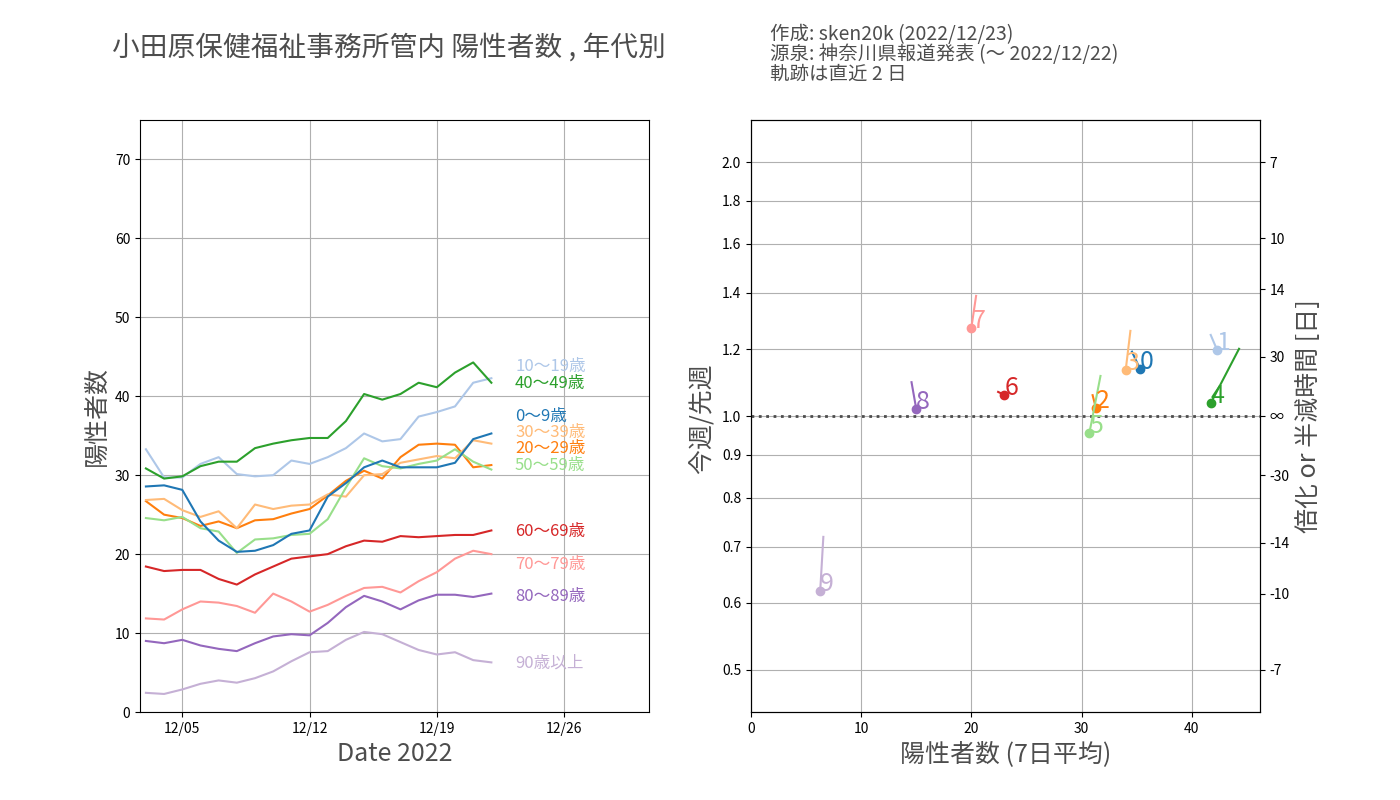 小田原保健福祉事務所管内 陽性者数 , 年代別
作成: sken20k (2022/12/23)
源泉: 神奈川県報道発表 (〜 2022/12/22)
軌跡は直近 2 日
陽性者数
70
60
50
40
30
20
10
0
10〜19歳
40〜49歳
0〜9歳
30〜39歳
20〜29歳
50〜59歳
60〜69歳
70〜79歳
80〜89歳
90歳以上
12/05
12/12
12/19
12/26
Date 2022
今週/先週
2.0
1.8
1.6
1.4
1.2
1.0
0.9
0.8
0.7
0.6
0.5
7
1
3
0
6
4
8
2
5
9
7
10
14
30
∞
-30
-14
-10
-7
倍化 or 半減時間 [日]
0
10
20
30
40
陽性者数 (7日平均)